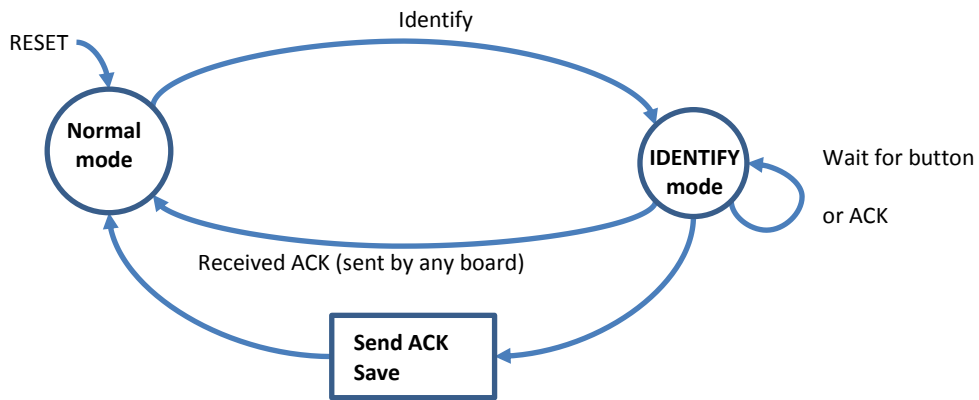 Identify
RESET
Normal
mode
IDENTIFY
mode
Wait for button
or ACK
Received ACK (sent by any board)
Send ACK
Save